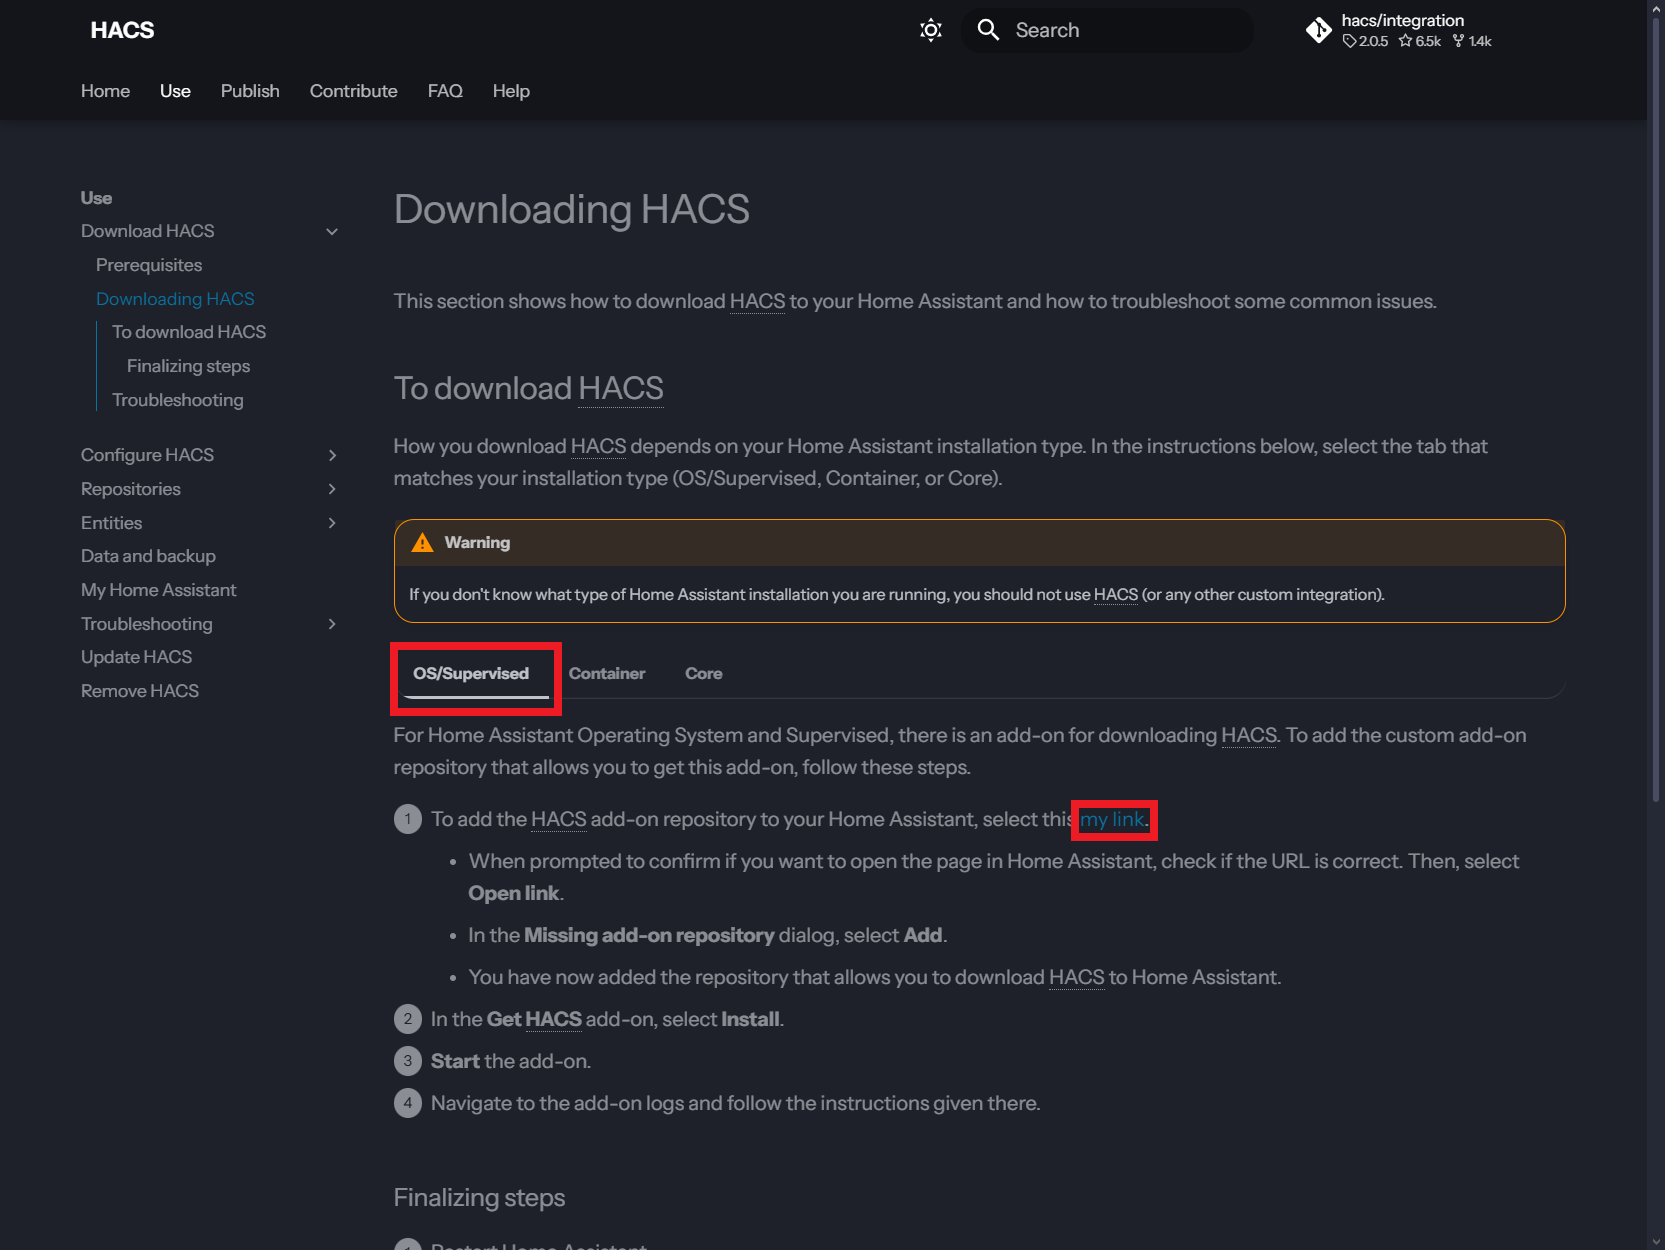 HACS
Search
hacs/integration
2.0.5 6.5k 1.4k
Home Use Publish Contribute FAQ Help
Use
Download HACS
Prerequisites
Downloading HACS
To download HACS
Finalizing steps
Troubleshooting
Configure HACS
Repositories
Entities
Data and backup
My Home Assistant
Troubleshooting
Update HACS
Remove HACS
Downloading HACS
This section shows how to download HACS to your Home Assistant and how to troubleshoot some common issues.
To download HACS
How you download HACS depends on your Home Assistant installation type. In the instructions below, select the tab that
matches your installation type (OS/Supervised, Container, or Core).
Warning
If you don't know what type of Home Assistant installation you are running, you should not use HACS (or any other custom integration).
OS/Supervised Container Core
For Home Assistant Operating System and Supervised, there is an add-on for downloading HACS. To add the custom add-on
repository that allows you to get this add-on, follow these steps.
1 To add the HACS add-on repository to your Home Assistant, select this my link.
• When prompted to confirm if you want to open the page in Home Assistant, check if the URL is correct. Then, select
Open link.
• In the Missing add-on repository dialog, select Add.
• You have now added the repository that allows you to download HACS to Home Assistant.
2 In the Get HACS add-on, select Install.
3 Start the add-on.
4 Navigate to the add-on logs and follow the instructions given there.
Finalizing steps
1 Restart Home Assistant